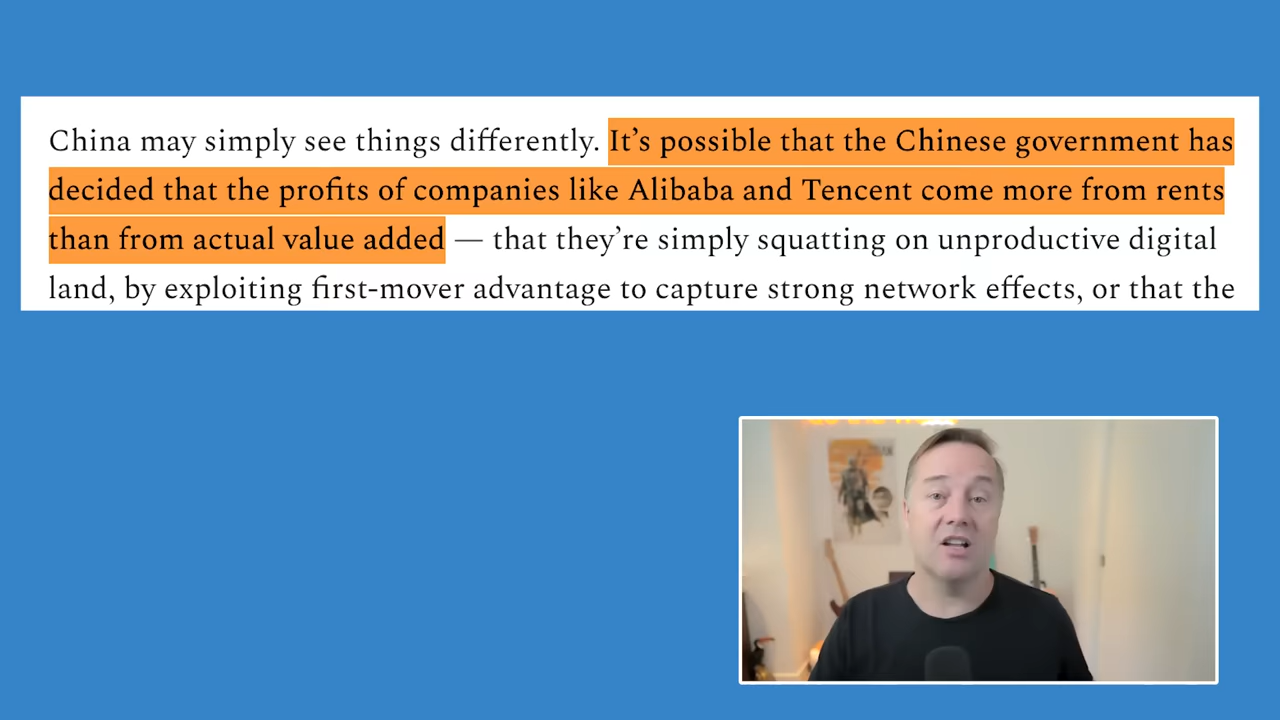 China may simply see things differently. It’s possible that the Chinese government has
decided that the profits of companies like Alibaba and Tencent come more from rents
than from actual value added — that they’re simply squatting on unproductive digital
land, by exploiting first-mover advantage to capture strong network effects, or that the